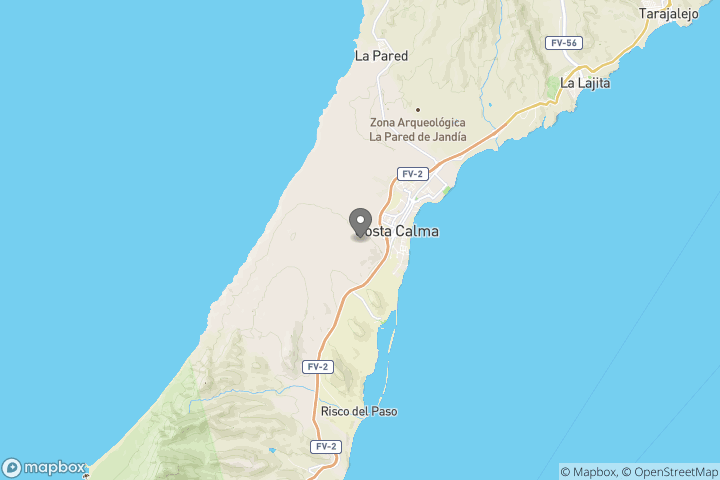 Tarajalejo
FV-56
La Pared
La Lajita
Zona Arqueológica
La Pared de Jandía
FV-2
osta Calma
FV-2
Risco del Paso
FV-2
mapbox
© Mapbox, © OpenStreetMap